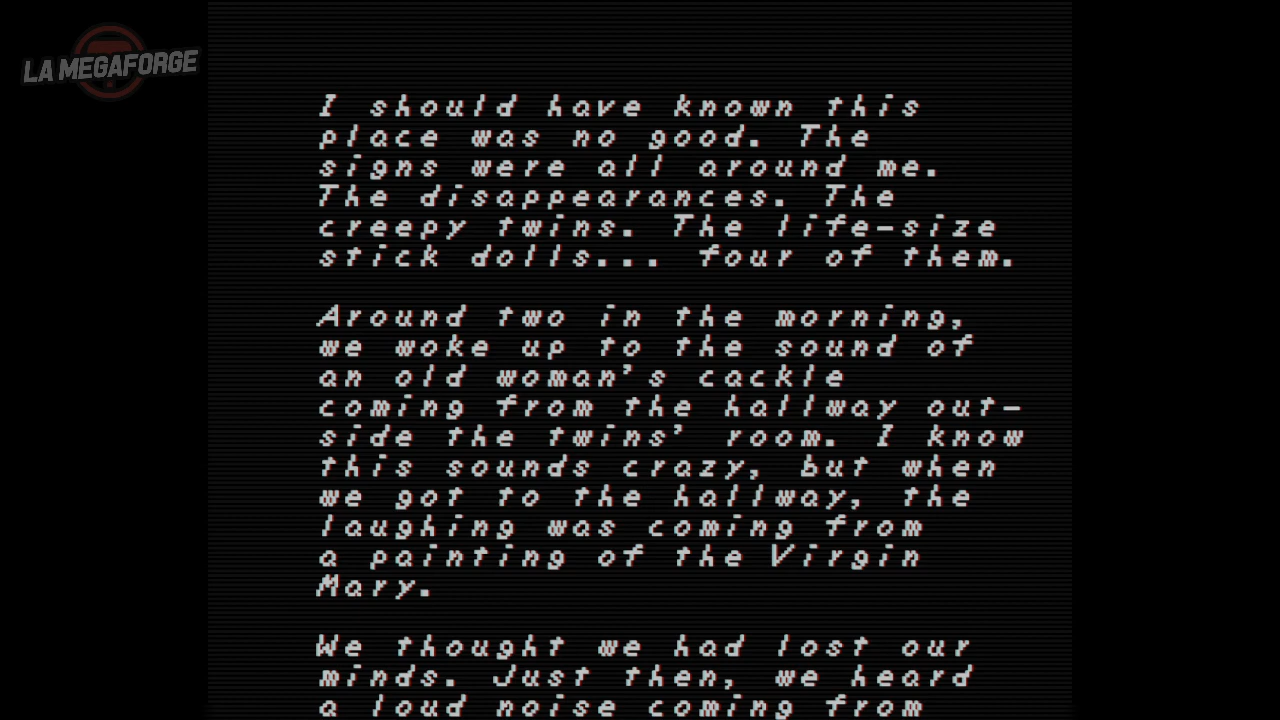 LA MEGAFORGE
I should have known this
place was no good. The
signs were all around me.
The disappearances. The
creepy twins. The life-size
stick dolls... four of them.
Around two in the morning,
we woke up to the sound of
an old woman's cackle
coming from the hallway out-
side the twins' room. I know
this sounds crazy, but when
we got to the hallway, the
laughing was coming from
a painting of the Virgin
Mary.
We thought we had lost our
minds. Just then, we heard
a loud noise coming from